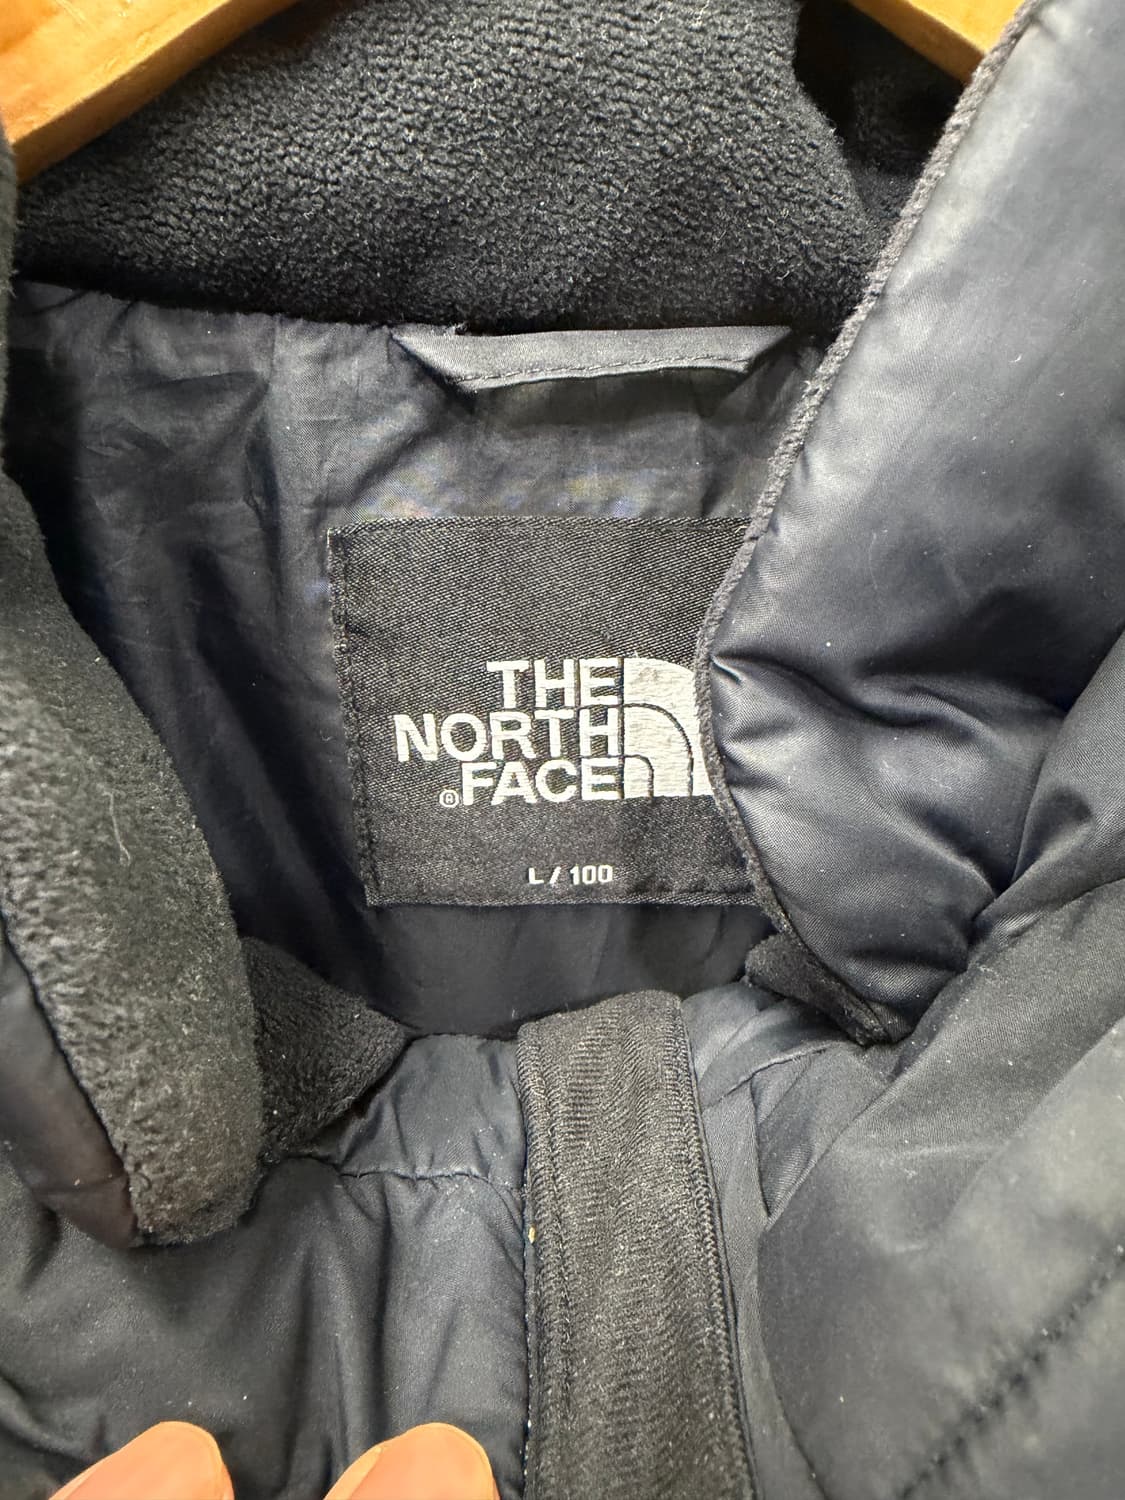 THE
NORTH
®FACE
L / 100